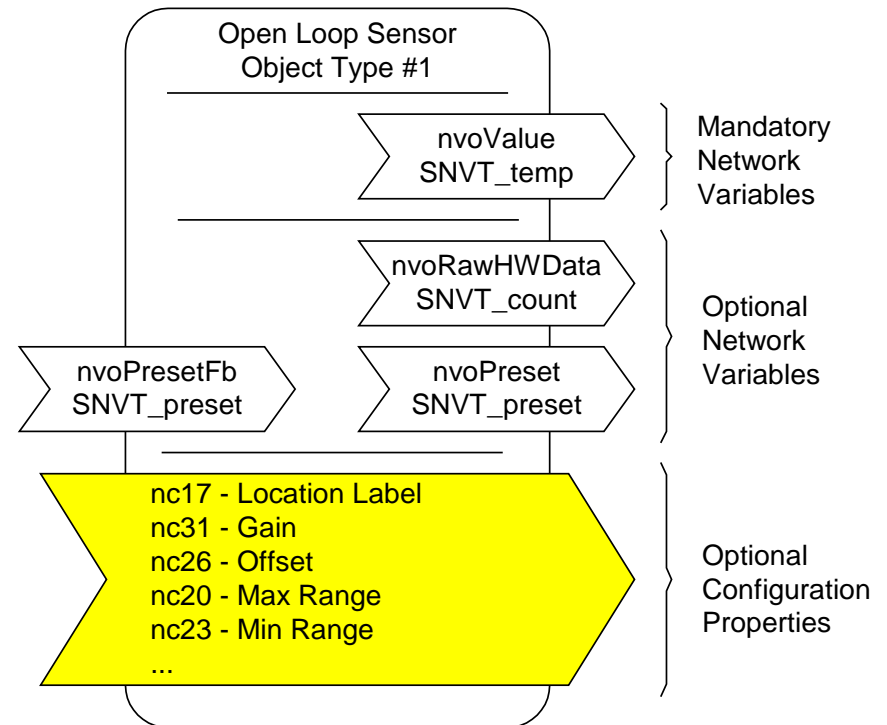 Open Loop Sensor
Object Type #1
nvoValue
SNVT_temp
Mandatory
Network
Variables
nvoRawHWData
SNVT_count
Optional
Network
Variables
nvoPresetFb
SNVT_preset
nvoPreset
SNVT_preset
nc17 - Location Label
nc31 - Gain
nc26 - Offset
nc20 - Max Range
nc23 - Min Range
...
Optional
Configuration
Properties